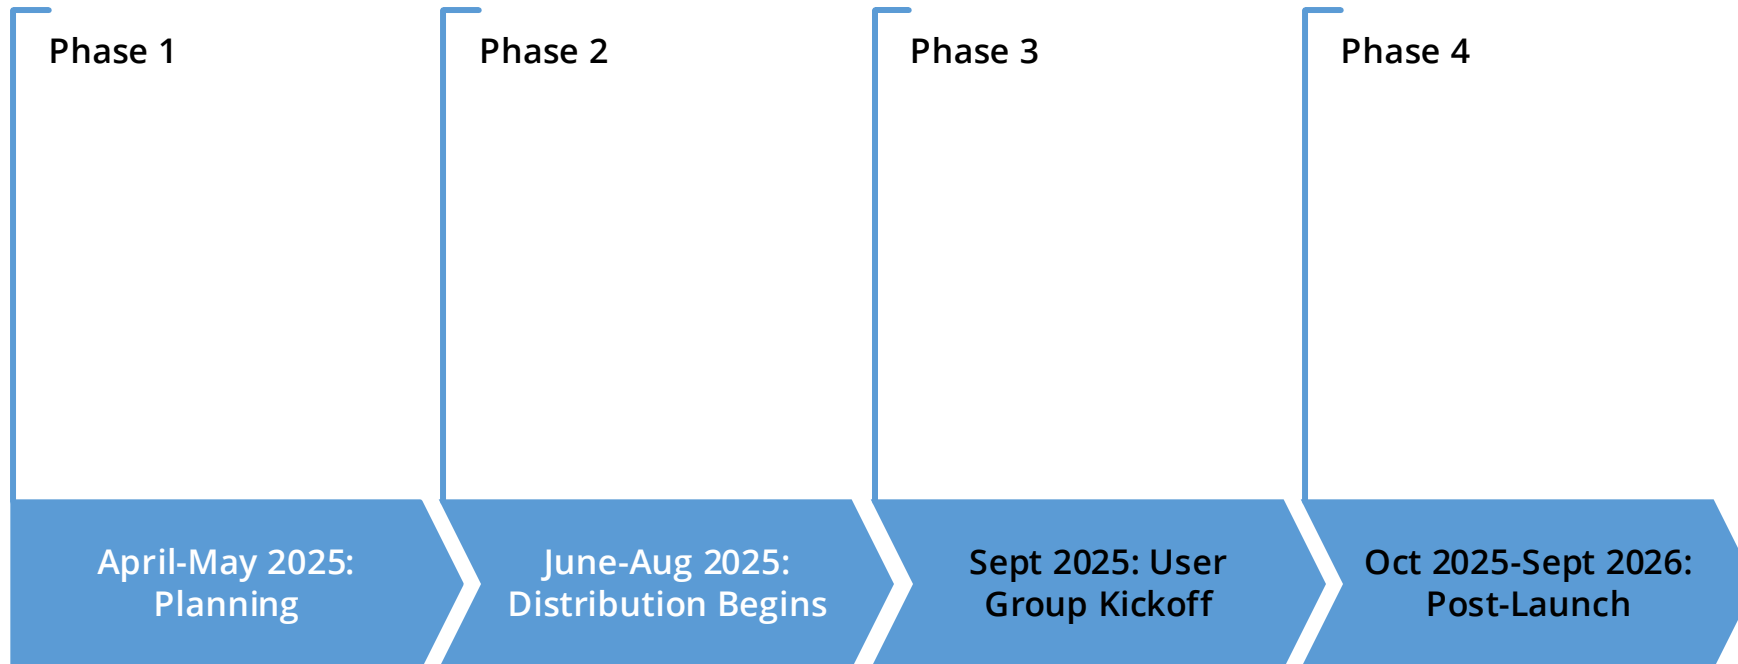 Phase 1
Phase 2
Phase 3
Phase 4
April-May 2025:
Planning
June-Aug 2025:
Distribution Begins
Sept 2025: User
Group Kickoff
Oct 2025-Sept 2026:
Post-Launch